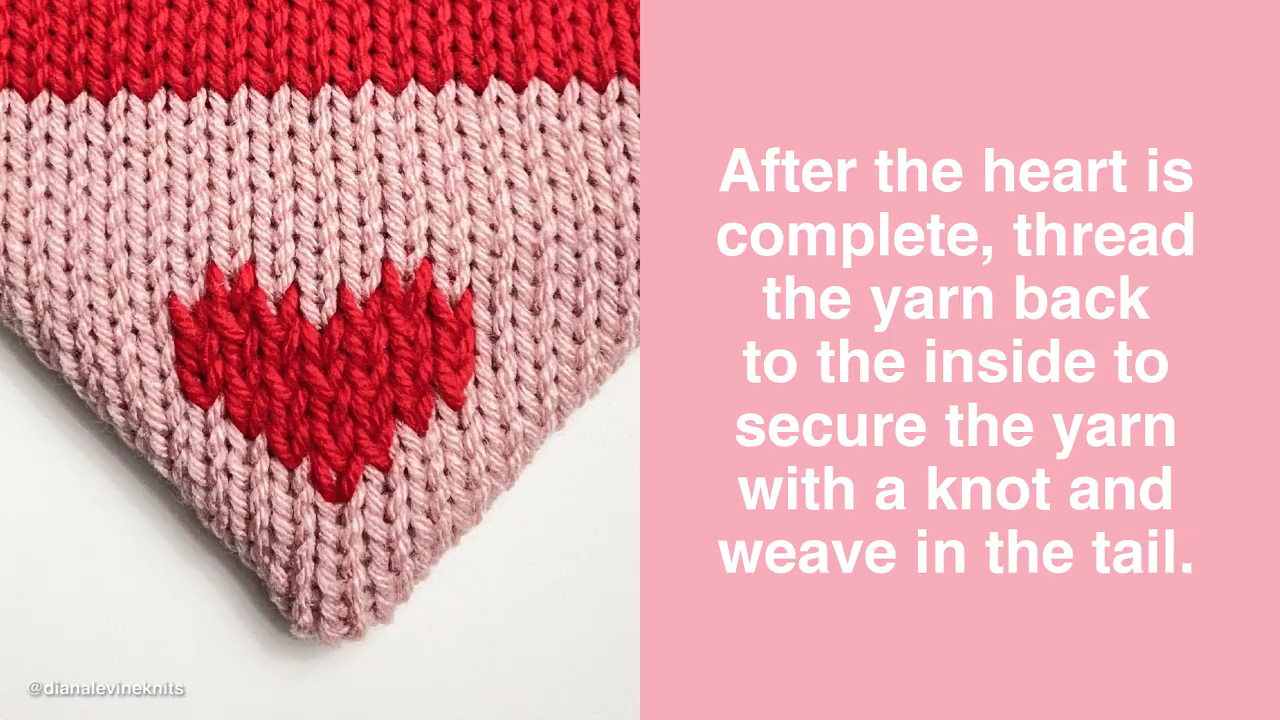 After the heart is
complete, thread
the yarn back
to the inside to
secure the yarn
with a knot and
weave in the tail.
@dianalevineknits